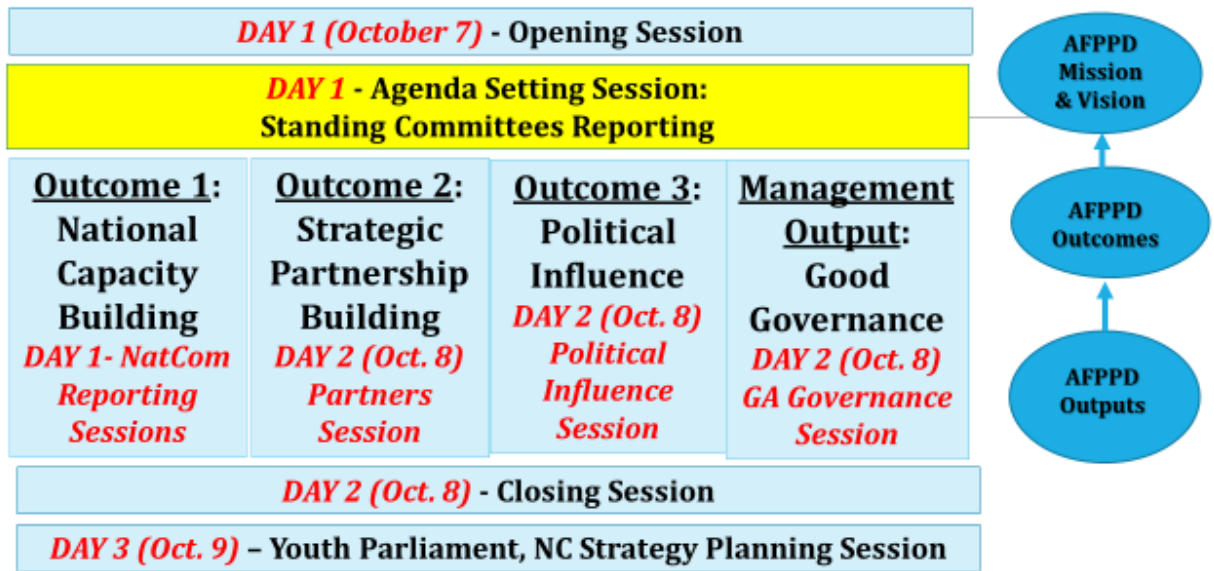 DAY 1 (October 7) - Opening Session
DAY 1 - Agenda Setting Session:
Standing Committees Reporting
Outcome 1:
National
Capacity
Building
DAY 1- NatCom
Reporting
Sessions
Outcome 2:
Strategic
Partnership
Building
DAY 2 (Oct. 8)
Partners
Session
Outcome 3:
Political
Influence
DAY 2 (Oct. 8)
Political
Influence
Session
Management
Output:
Good
Governance
DAY 2 (Oct. 8)
GA Governance
Session
DAY 2 (Oct. 8) - Closing Session
DAY 3 (Oct. 9) – Youth Parliament, NC Strategy Planning Session
AFPPD
Mission
& Vision
AFPPD
Outcomes
AFPPD
Outputs